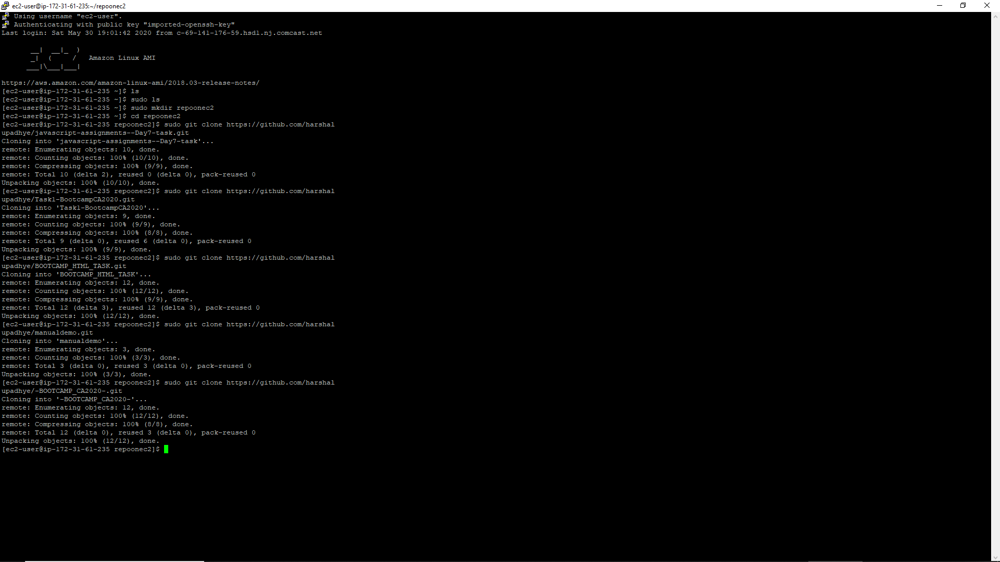 ec2-user@ip-172-31-61-235:~/repoonec2
Using username "ec2-user".
Authenticating with public key "imported-openssh-key"
Last login: Sat May 30 19:01:42 2020 from c-69-141-176-59.hsd1.nj.comcast.net
       __|  __|_  )
       _|  (     /   Amazon Linux AMI
      ___|\___|___|
https://aws.amazon.com/amazon-linux-ami/2018.03-release-notes/
[ec2-user@ip-172-31-61-235 ~]$ ls
[ec2-user@ip-172-31-61-235 ~]$ sudo ls
[ec2-user@ip-172-31-61-235 ~]$ sudo mkdir repoonec2
[ec2-user@ip-172-31-61-235 ~]$ cd repoonec2
[ec2-user@ip-172-31-61-235 repoonec2]$ sudo git clone https://github.com/harshal
upadhye/javascript-assignments--Day7-task.git
Cloning into 'javascript-assignments--Day7-task'...
remote: Enumerating objects: 10, done.
remote: Counting objects: 100% (10/10), done.
remote: Compressing objects: 100% (9/9), done.
remote: Total 10 (delta 2), reused 0 (delta 0), pack-reused 0
Unpacking objects: 100% (10/10), done.
[ec2-user@ip-172-31-61-235 repoonec2]$ sudo git clone https://github.com/harshal
upadhye/Task1-BootcampCA2020.git
Cloning into 'Task1-BootcampCA2020'...
remote: Enumerating objects: 9, done.
remote: Counting objects: 100% (9/9), done.
remote: Compressing objects: 100% (8/8), done.
remote: Total 9 (delta 0), reused 6 (delta 0), pack-reused 0
Unpacking objects: 100% (9/9), done.
[ec2-user@ip-172-31-61-235 repoonec2]$ sudo git clone https://github.com/harshal
upadhye/BOOTCAMP_HTML_TASK.git
Cloning into 'BOOTCAMP_HTML_TASK'...
remote: Enumerating objects: 12, done.
remote: Counting objects: 100% (12/12), done.
remote: Compressing objects: 100% (9/9), done.
remote: Total 12 (delta 3), reused 12 (delta 3), pack-reused 0
Unpacking objects: 100% (12/12), done.
[ec2-user@ip-172-31-61-235 repoonec2]$ sudo git clone https://github.com/harshal
upadhye/manualdemo.git
Cloning into 'manualdemo'...
remote: Enumerating objects: 3, done.
remote: Counting objects: 100% (3/3), done.
remote: Total 3 (delta 0), reused 3 (delta 0), pack-reused 0
Unpacking objects: 100% (3/3), done.
[ec2-user@ip-172-31-61-235 repoonec2]$ sudo git clone https://github.com/harshal
upadhye/-BOOTCAMP_CA2020-.git
Cloning into '-BOOTCAMP_CA2020-'...
remote: Enumerating objects: 12, done.
remote: Counting objects: 100% (12/12), done.
remote: Compressing objects: 100% (8/8), done.
remote: Total 12 (delta 0), reused 3 (delta 0), pack-reused 0
Unpacking objects: 100% (12/12), done.
[ec2-user@ip-172-31-61-235 repoonec2]$